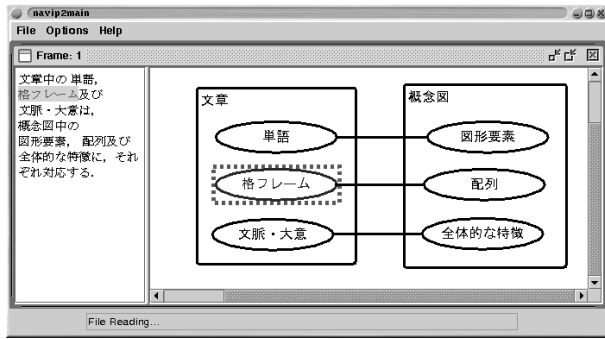 navip2main
File Options Help
Frame: 1
文章中の 単語,
格フレーム及び
文脈・大意は,
概念図中の
図形要素, 配列及び
全体的な特徴に, それ
ぞれ対応する.
文章
単語
格フレーム
文脈・大意
概念図
図形要素
配列
全体的な特徴
File Reading...